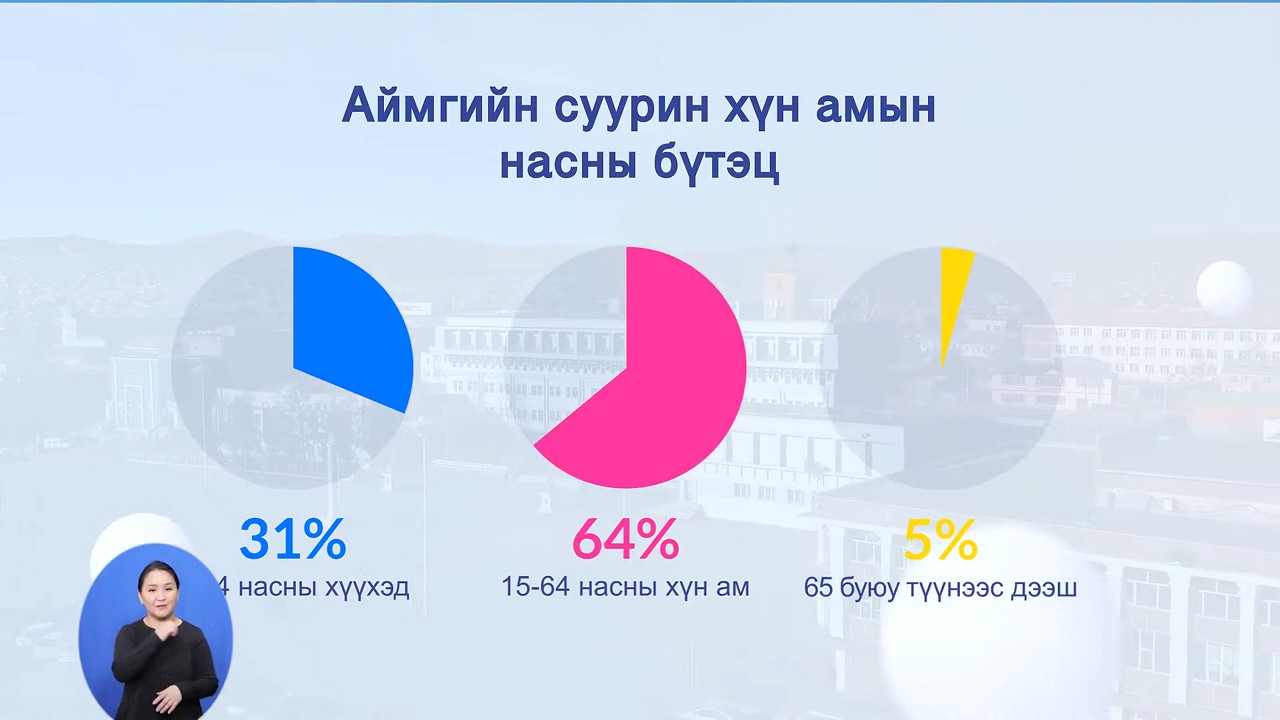 Аймгийн суурин хүн амын
насны бүтэц
31%
64%
5%
4 насны хүүхэд
15-64 насны хүн ам
65 буюу түүнээс дээш